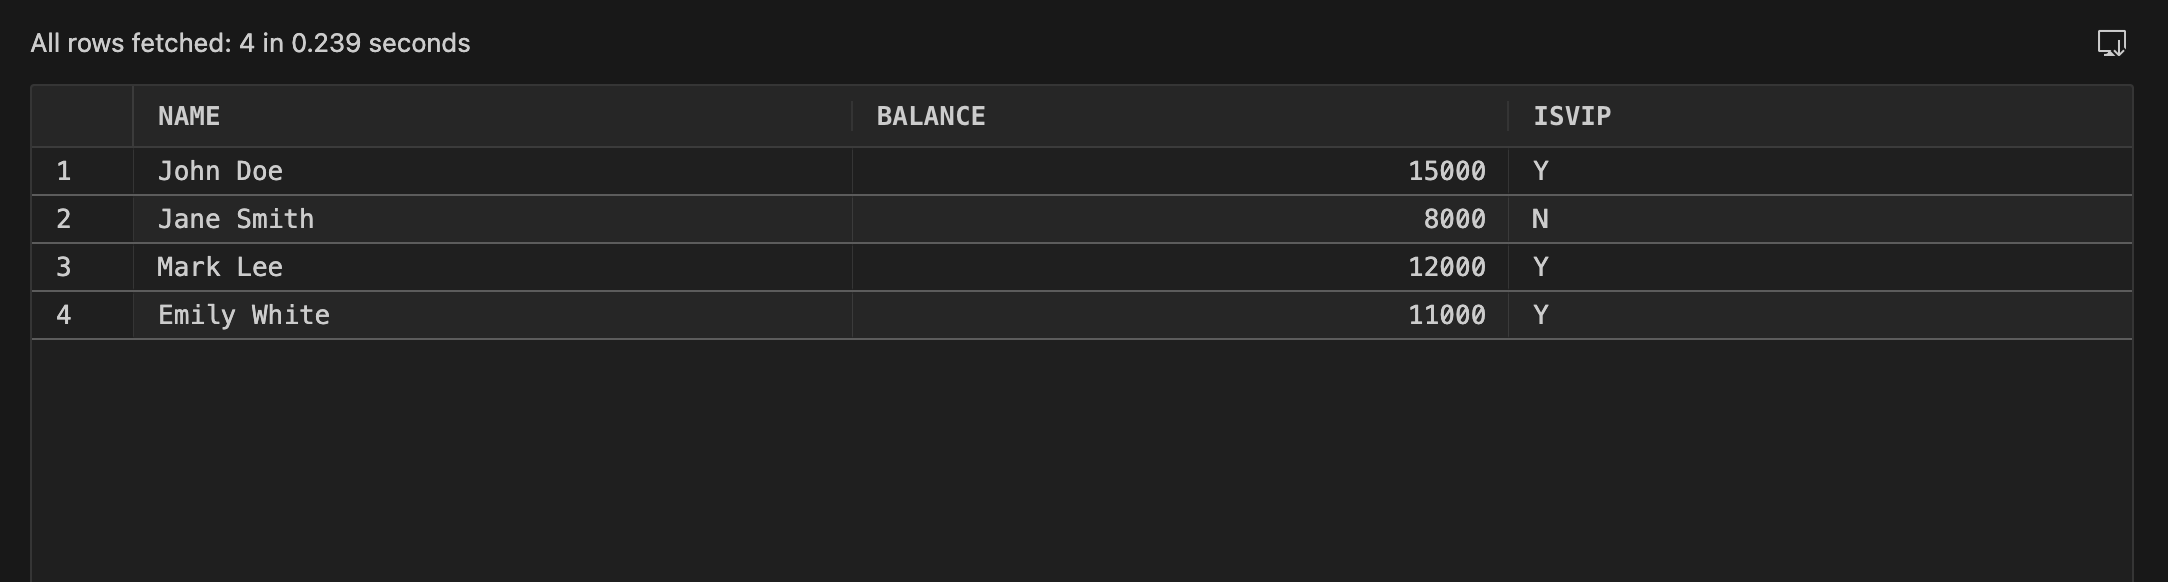 All rows fetched: 4 in 0.239 seconds
NAME BALANCE ISVIP
1 John Doe 15000 Y
2 Jane Smith 8000 N
3 Mark Lee 12000 Y
4 Emily White 11000 Y